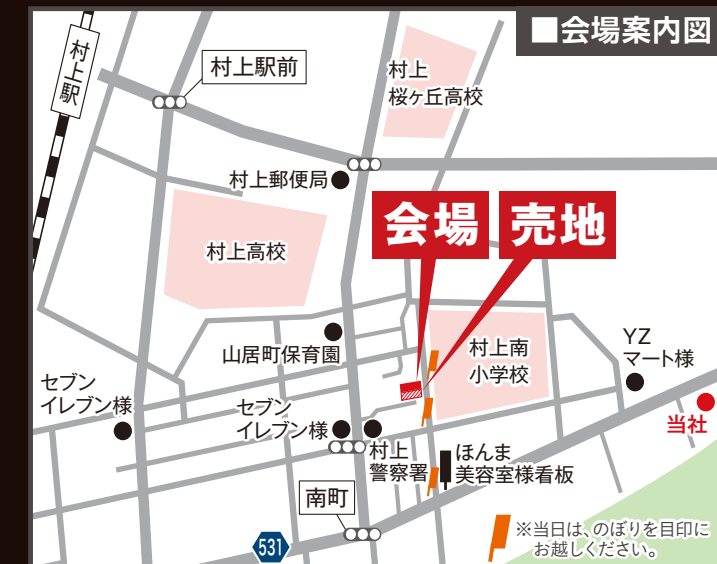 ■会場案内図
村上駅
村上駅前
村上
桜ヶ丘高校
村上郵便局
会場
売地
村上高校
山居町保育園
村上南
小学校
YZ
マート様
セブン
イレブン様
セブン
イレブン様
当社
村上
警察署
ほんま
美容室様看板
南町
531
※当日は、のぼりを目印に
お越しください。